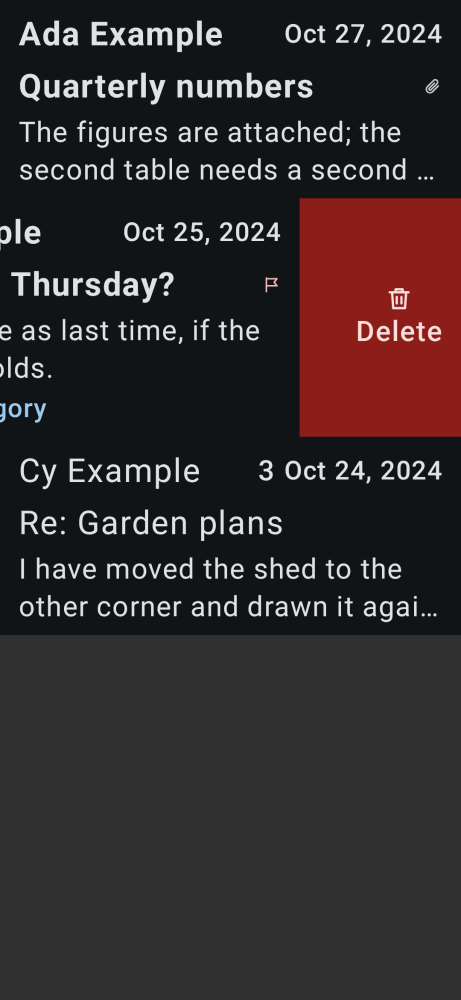 Ada Example Oct 27, 2024
Quarterly numbers
The figures are attached; the
second table needs a second …
ple Oct 25, 2024
Thursday?
e as last time, if the
olds.
gory
Delete
Cy Example 3 Oct 24, 2024
Re: Garden plans
I have moved the shed to the
other corner and drawn it agai…